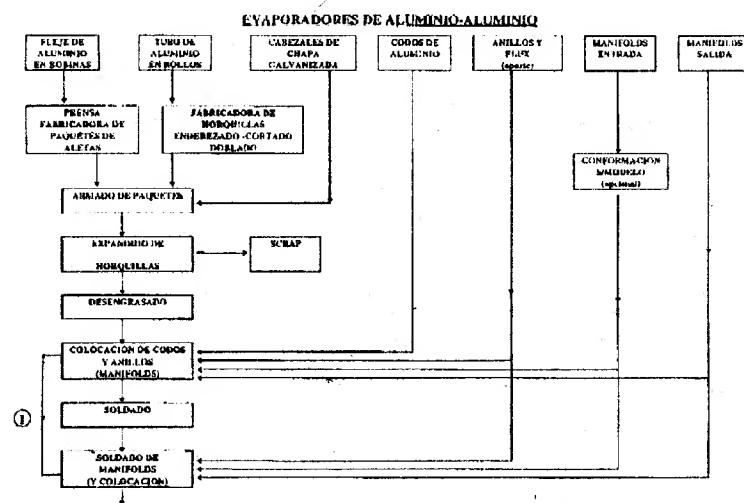 EVAPORADORES DE ALUMINIO-ALUMINIO
FLEJE DE
ALUMINIO
EN BOBINAS
TUBO DE
ALUMINIO
EN ROLLOS
CABEZALES DE
CHAPA
GALVANIZADA
CODOS DE
ALUMINIO
ANILLOS Y
FLUX
(aporte)
MANIFOLDS
ENTRADA
MANIFOLDS
SALIDA
PRENSA
FABRICADORA DE
PAQUETES DE
ALETAS
FABRICADORA DE
HORQUILLAS
ENDEREZADO -CORTADO
DOBLADO
CONFORMACION
S/MODELO
(opcional)
ARMADO DE PAQUETES
EXPANDIDO DE
HORQUILLAS
SCRAP
DESENGRASADO
COLOCACION DE CODOS
Y ANILLOS
(MANIFOLDS)
SOLDADO
1
SOLDADO DE
MANIFOLDS
(Y COLOCACION)